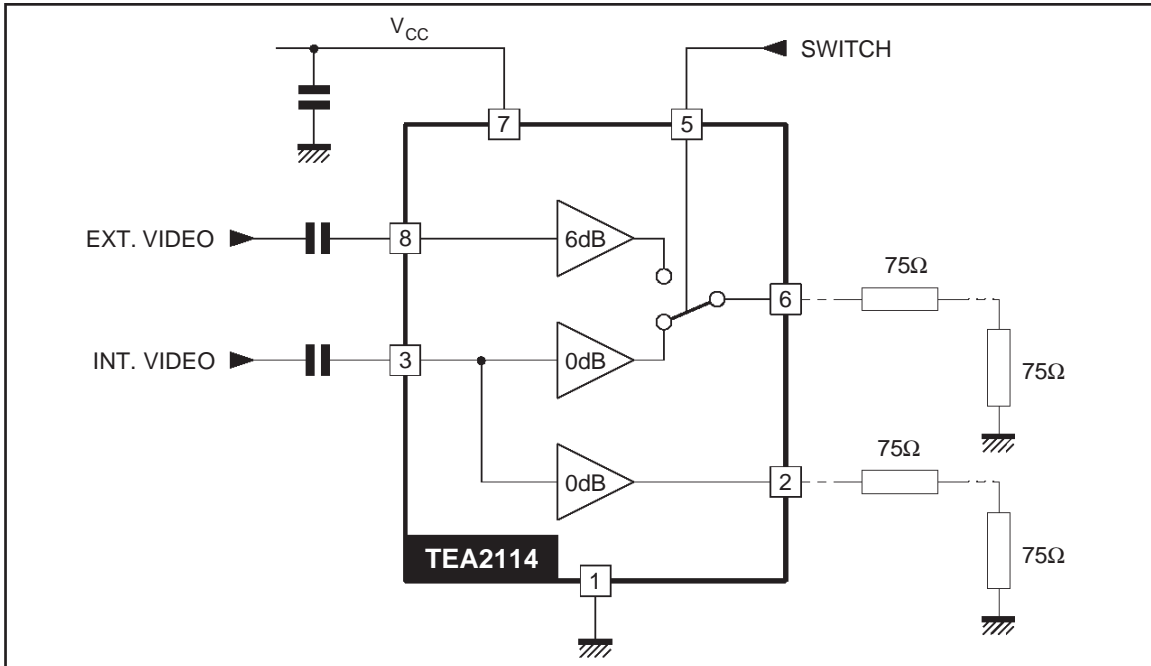 VCC
SWITCH
7
5
EXT. VIDEO
8
6dB
75Ω
6
INT. VIDEO
3
0dB
75Ω
75Ω
0dB
2
75Ω
TEA2114
1